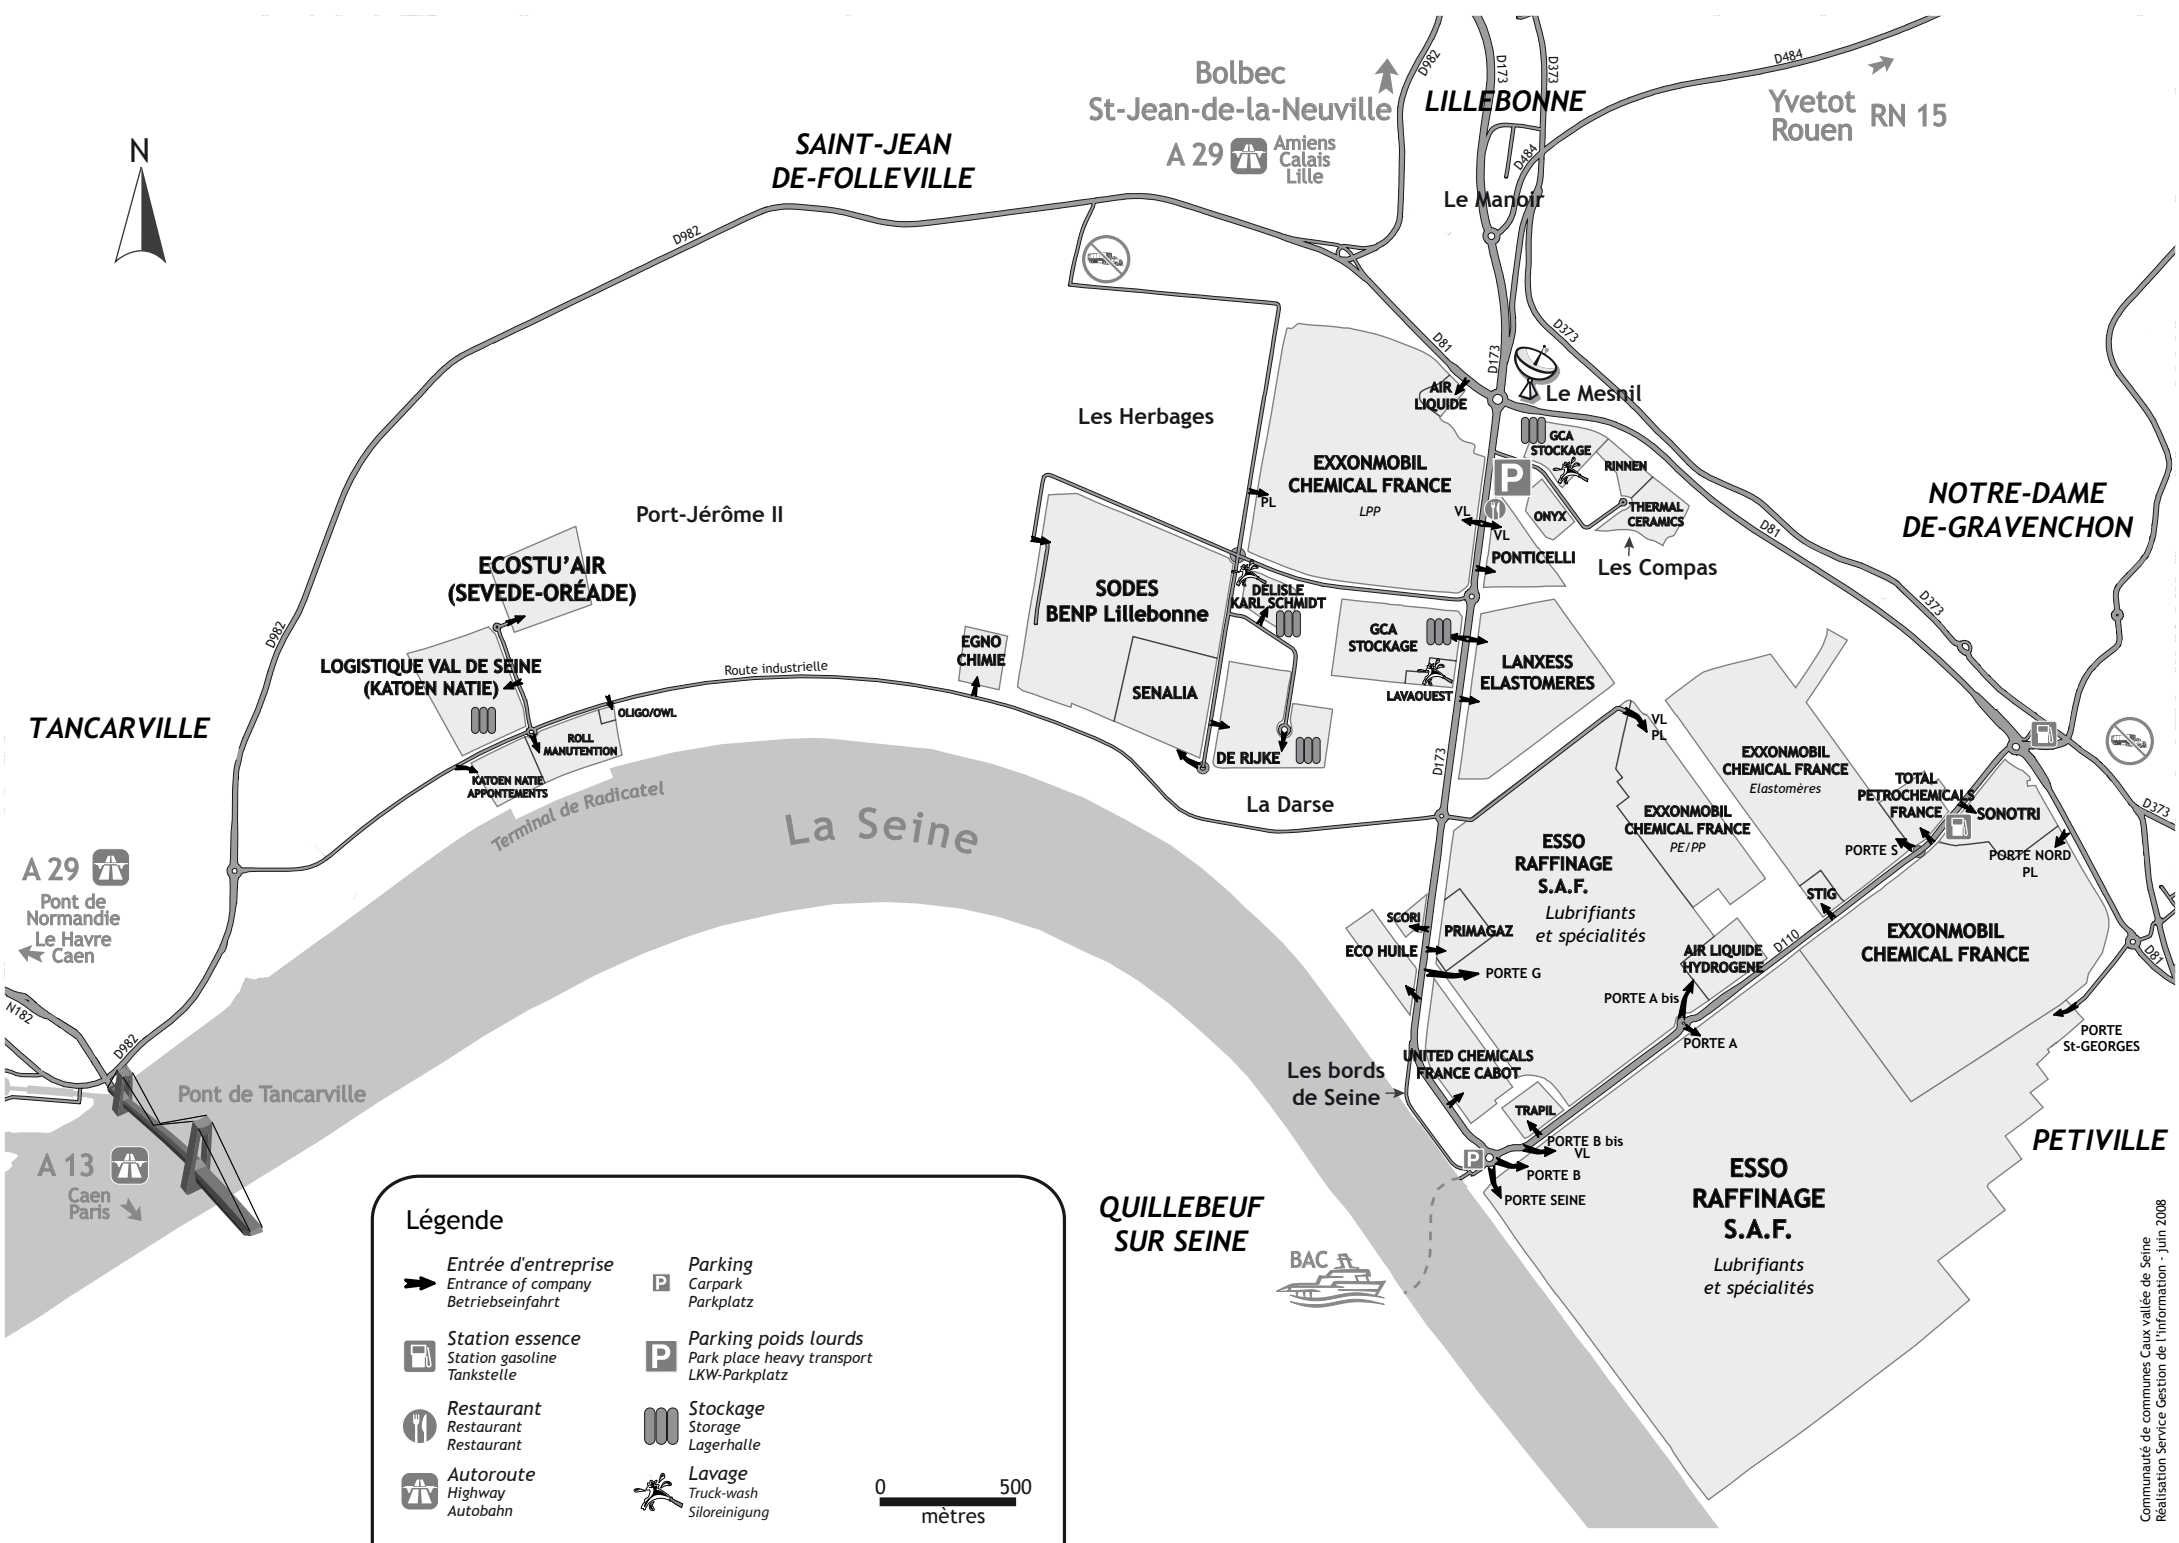 N
SAINT-JEAN
DE-FOLLEVILLE
Bolbec
St-Jean-de-la-Neuville
A 29
Amiens
Calais
Lille
LILLEBONNE
Yvetot
Rouen
RN 15
D982
D173
D373
D484
D484
Le Manoir
D982
D982
D373
D81
D173
Le Mesnil
AIR
LIQUIDE
Les Herbages
GCA
STOCKAGE
RINNEN
P
EXXONMOBIL
CHEMICAL FRANCE
LPP
PL
VL
VL
ONYX
THERMAL
CERAMICS
PONTICELLI
Les Compas
NOTRE-DAME
DE-GRAVENCHON
D81
D373
Port-Jérôme II
ECOSTU'AIR
(SEVEDE-ORÉADE)
SODES
BENP Lillebonne
DELISLE
KARL SCHMIDT
EGNO
CHIMIE
GCA
STOCKAGE
LANXESS
ELASTOMERES
LAVAOUEST
LOGISTIQUE VAL DE SEINE
(KATOEN NATIE)
Route industrielle
SENALIA
OLIGO/OWL
ROLL
MANUTENTION
DE RIJKE
KATOEN NATIE
APPONTEMENTS
Terminal de Radicatel
TANCARVILLE
La Seine
La Darse
D173
VL
PL
EXXONMOBIL
CHEMICAL FRANCE
Elastomères
TOTAL
PETROCHEMICALS
FRANCE
SONOTRI
D373
EXXONMOBIL
CHEMICAL FRANCE
PE/PP
PORTE S
PORTE NORD
PL
ESSO
RAFFINAGE
S.A.F.
Lubrifiants
et spécialités
STIG
SCORI
PRIMAGAZ
ECO HUILE
PORTE G
AIR LIQUIDE
HYDROGENE
D110
EXXONMOBIL
CHEMICAL FRANCE
D81
PORTE A bis
PORTE A
PORTE
St-GEORGES
A 29
Pont de
Normandie
Le Havre
Caen
N182
D982
Pont de Tancarville
A 13
Caen
Paris
Les bords
de Seine
UNITED CHEMICALS
FRANCE CABOT
TRAPIL
PORTE B bis
VL
P
PORTE B
PORTE SEINE
PETIVILLE
QUILLEBEUF
SUR SEINE
BAC
ESSO
RAFFINAGE
S.A.F.
Lubrifiants
et spécialités
Légende
Entrée d'entreprise
Entrance of company
Betriebseinfahrt
Station essence
Station gasoline
Tankstelle
Restaurant
Restaurant
Restaurant
Autoroute
Highway
Autobahn
P
Parking
Carpark
Parkplatz
P
Parking poids lourds
Park place heavy transport
LKW-Parkplatz
Stockage
Storage
Lagerhalle
Lavage
Truck-wash
Siloreinigung
0 500
mètres
Communauté de communes Caux vallée de Seine
Réalisation Service Gestion de l'information - juin 2008